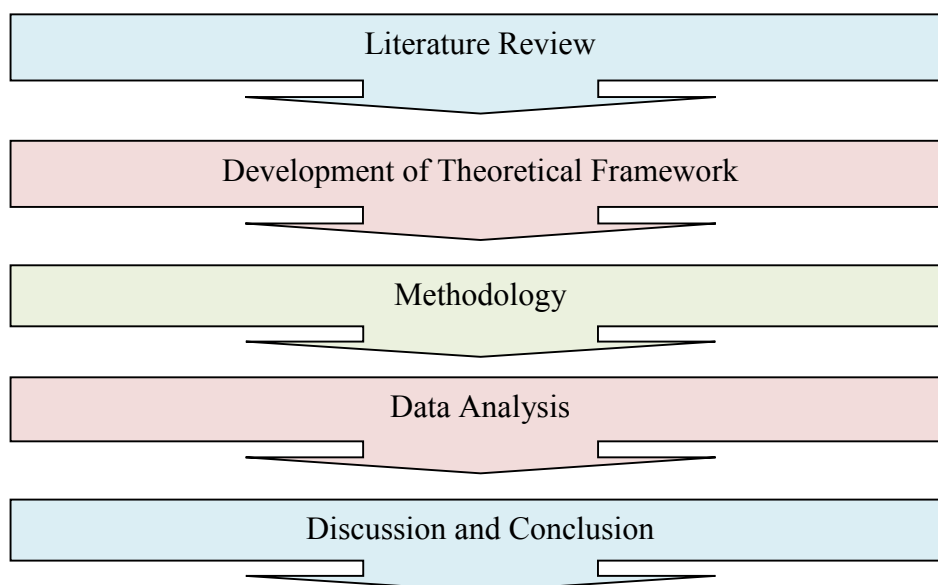 Literature Review
Development of Theoretical Framework
Methodology
Data Analysis
Discussion and Conclusion